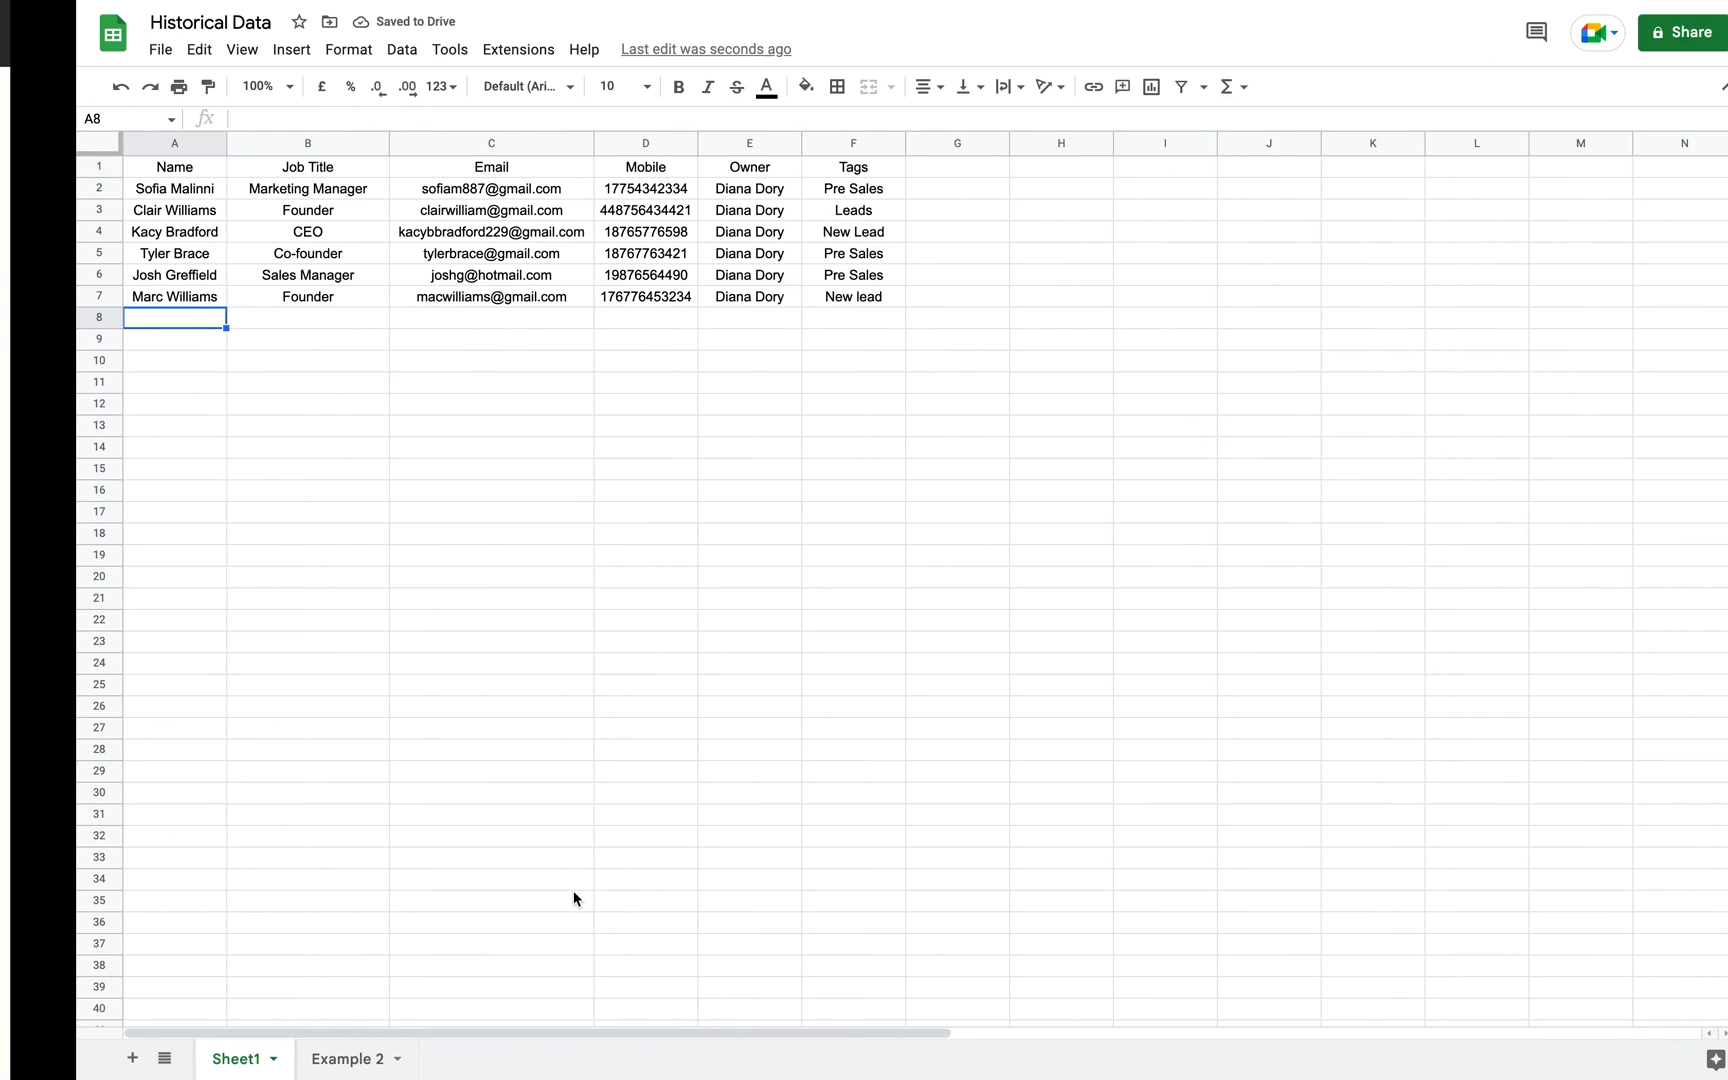 Historical Data Saved to Drive
File Edit View Insert Format Data Tools Extensions Help Last edit was seconds ago
Share
100% £ % .0 .00 123 Default (Ari... 10 B I S A Σ
A8 fx
A B C D E F G H I J K L M N
1 Name Job Title Email Mobile Owner Tags
2 Sofia Malinni Marketing Manager sofiam887@gmail.com 17754342334 Diana Dory Pre Sales
3 Clair Williams Founder clairwilliam@gmail.com 448756434421 Diana Dory Leads
4 Kacy Bradford CEO kacybbradford229@gmail.com 18765776598 Diana Dory New Lead
5 Tyler Brace Co-founder tylerbrace@gmail.com 18767763421 Diana Dory Pre Sales
6 Josh Greffield Sales Manager joshg@hotmail.com 19876564490 Diana Dory Pre Sales
7 Marc Williams Founder macwilliams@gmail.com 176776453234 Diana Dory New lead
8
9
10
11
12
13
14
15
16
17
18
19
20
21
22
23
24
25
26
27
28
29
30
31
32
33
34
35
36
37
38
39
40
+ Sheet1 Example 2